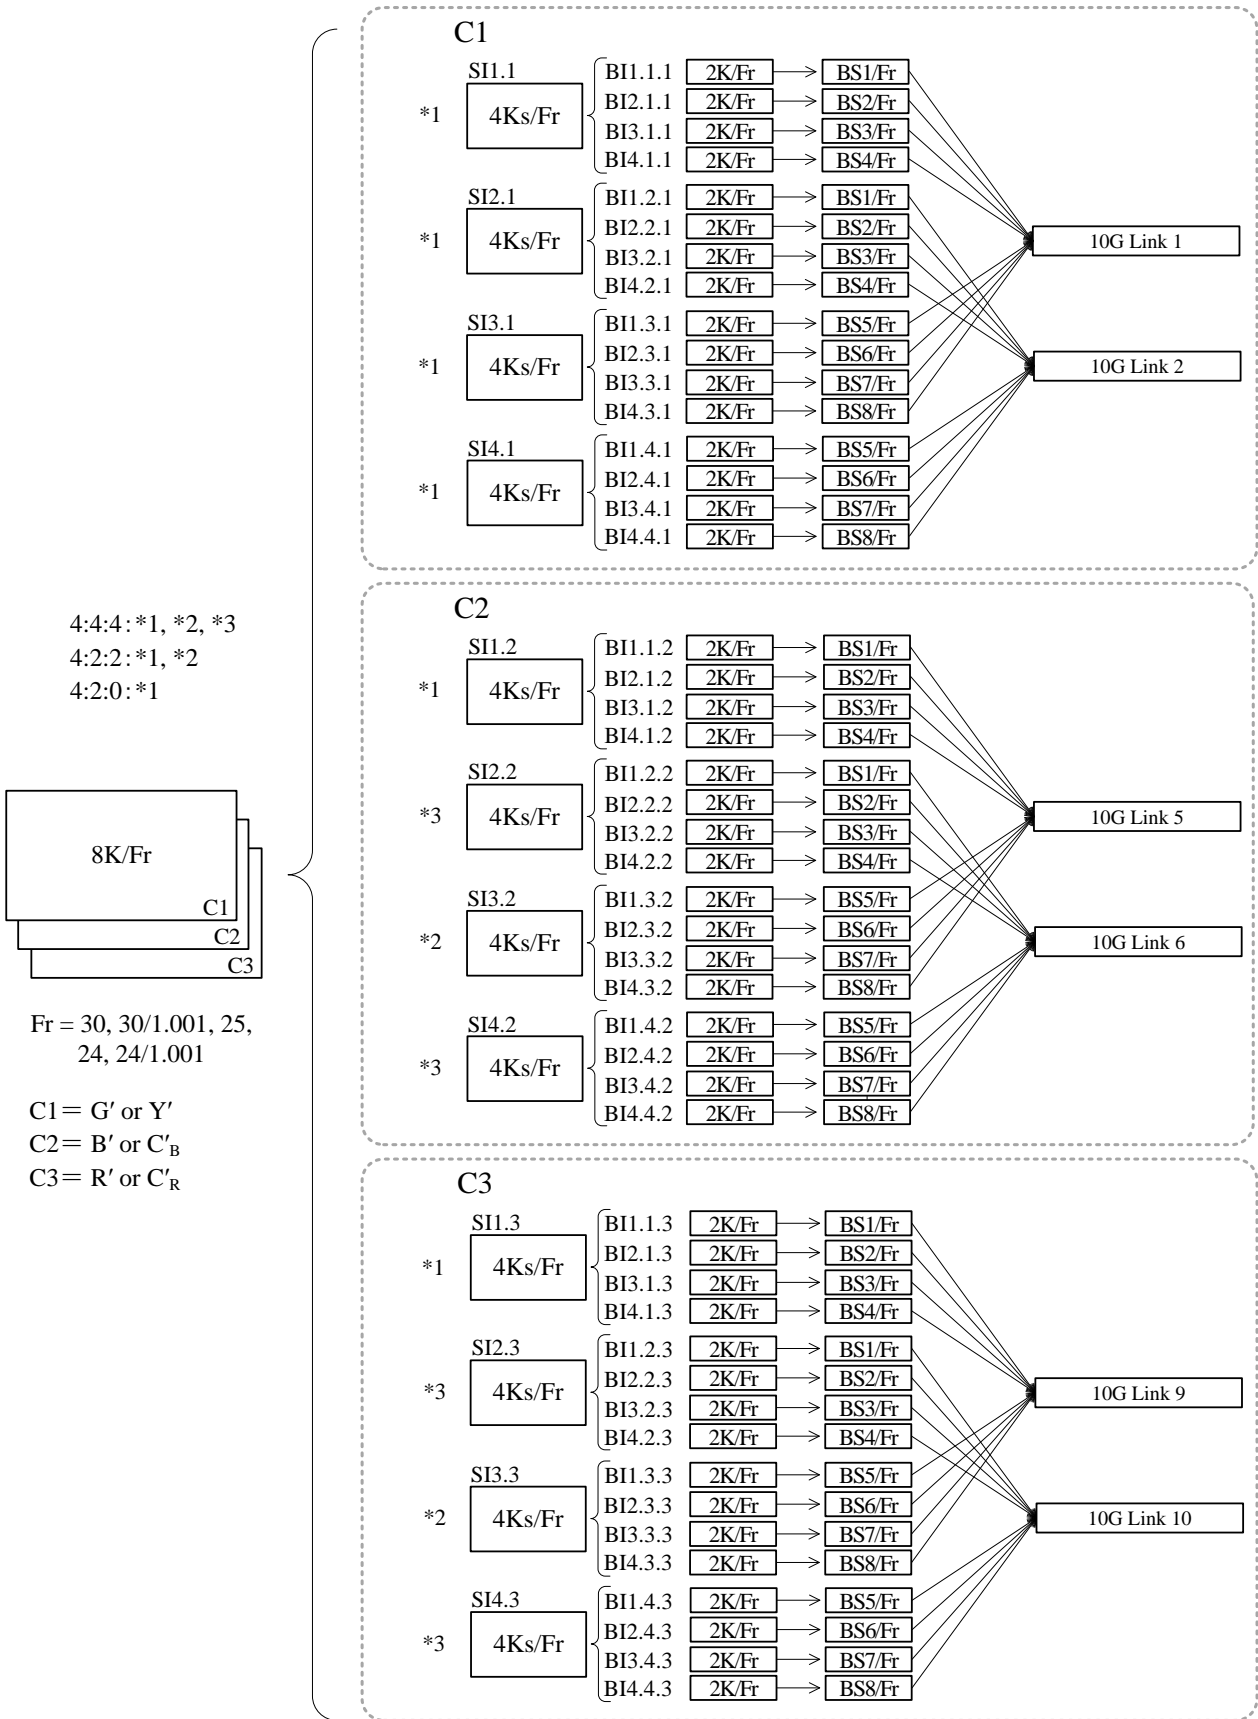 4:4:4: *1, *2, *3
4:2:2: *1, *2
4:2:0: *1
8K/Fr
C1
C2
C3
Fr = 30, 30/1.001, 25,
24, 24/1.001
C1 = G′ or Y′
C2 = B′ or C′B
C3 = R′ or C′R
C1
SI1.1
*1
4Ks/Fr
BI1.1.1 2K/Fr BS1/Fr
BI2.1.1 2K/Fr BS2/Fr
BI3.1.1 2K/Fr BS3/Fr
BI4.1.1 2K/Fr BS4/Fr
SI2.1
*1
4Ks/Fr
BI1.2.1 2K/Fr BS1/Fr
BI2.2.1 2K/Fr BS2/Fr
BI3.2.1 2K/Fr BS3/Fr
BI4.2.1 2K/Fr BS4/Fr
SI3.1
*1
4Ks/Fr
BI1.3.1 2K/Fr BS5/Fr
BI2.3.1 2K/Fr BS6/Fr
BI3.3.1 2K/Fr BS7/Fr
BI4.3.1 2K/Fr BS8/Fr
SI4.1
*1
4Ks/Fr
BI1.4.1 2K/Fr BS5/Fr
BI2.4.1 2K/Fr BS6/Fr
BI3.4.1 2K/Fr BS7/Fr
BI4.4.1 2K/Fr BS8/Fr
10G Link 1
10G Link 2
C2
SI1.2
*1
4Ks/Fr
BI1.1.2 2K/Fr BS1/Fr
BI2.1.2 2K/Fr BS2/Fr
BI3.1.2 2K/Fr BS3/Fr
BI4.1.2 2K/Fr BS4/Fr
SI2.2
*3
4Ks/Fr
BI1.2.2 2K/Fr BS1/Fr
BI2.2.2 2K/Fr BS2/Fr
BI3.2.2 2K/Fr BS3/Fr
BI4.2.2 2K/Fr BS4/Fr
SI3.2
*2
4Ks/Fr
BI1.3.2 2K/Fr BS5/Fr
BI2.3.2 2K/Fr BS6/Fr
BI3.3.2 2K/Fr BS7/Fr
BI4.3.2 2K/Fr BS8/Fr
SI4.2
*3
4Ks/Fr
BI1.4.2 2K/Fr BS5/Fr
BI2.4.2 2K/Fr BS6/Fr
BI3.4.2 2K/Fr BS7/Fr
BI4.4.2 2K/Fr BS8/Fr
10G Link 5
10G Link 6
C3
SI1.3
*1
4Ks/Fr
BI1.1.3 2K/Fr BS1/Fr
BI2.1.3 2K/Fr BS2/Fr
BI3.1.3 2K/Fr BS3/Fr
BI4.1.3 2K/Fr BS4/Fr
SI2.3
*3
4Ks/Fr
BI1.2.3 2K/Fr BS1/Fr
BI2.2.3 2K/Fr BS2/Fr
BI3.2.3 2K/Fr BS3/Fr
BI4.2.3 2K/Fr BS4/Fr
SI3.3
*2
4Ks/Fr
BI1.3.3 2K/Fr BS5/Fr
BI2.3.3 2K/Fr BS6/Fr
BI3.3.3 2K/Fr BS7/Fr
BI4.3.3 2K/Fr BS8/Fr
SI4.3
*3
4Ks/Fr
BI1.4.3 2K/Fr BS5/Fr
BI2.4.3 2K/Fr BS6/Fr
BI3.4.3 2K/Fr BS7/Fr
BI4.4.3 2K/Fr BS8/Fr
10G Link 9
10G Link 10